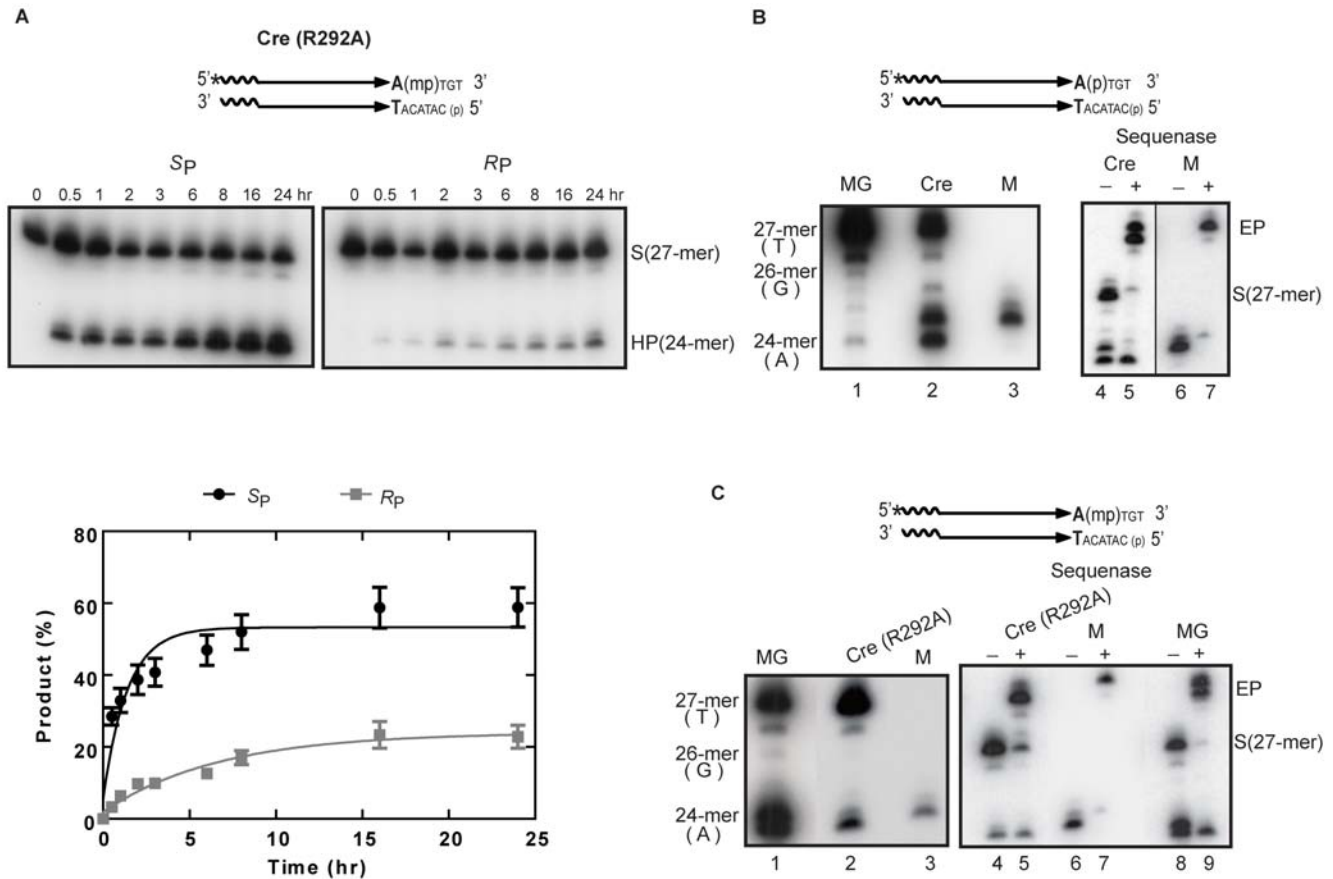 A
Cre (R292A)
5'* A(mp)TGT 3'
3' TACATAC (p) 5'
SP RP
0 0.5 1 2 3 6 8 16 24 hr 0 0.5 1 2 3 6 8 16 24 hr
S(27-mer)
HP(24-mer)
SP RP
Product (%)
80
60
40
20
0
0 5 10 15 20 25
Time (hr)
B
5'* A(p)TGT 3'
3' TACATAC(p) 5'
Sequenase
MG Cre M
Cre M
– + – +
27-mer
(T)
26-mer
(G)
24-mer
(A)
EP
S(27-mer)
1 2 3 4 5 6 7
C
5'* A(mp)TGT 3'
3' TACATAC (p) 5'
Sequenase
MG Cre (R292A) M
Cre (R292A) M MG
– + – + – +
27-mer
(T)
26-mer
(G)
24-mer
(A)
EP
S(27-mer)
1 2 3 4 5 6 7 8 9